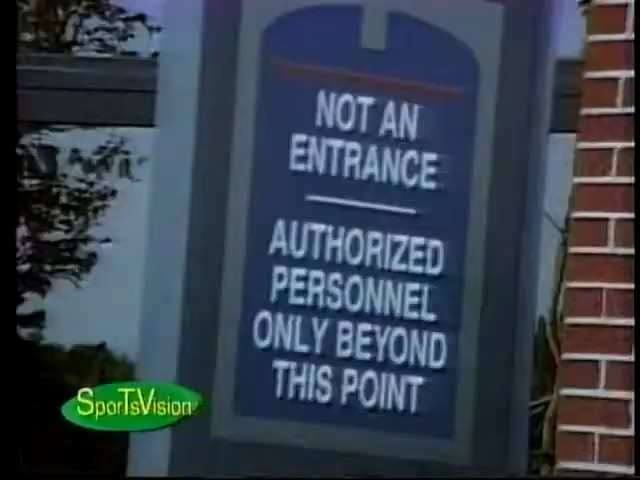 NOT AN
ENTRANCE
AUTHORIZED
PERSONNEL
ONLY BEYOND
THIS POINT
SporTsVision